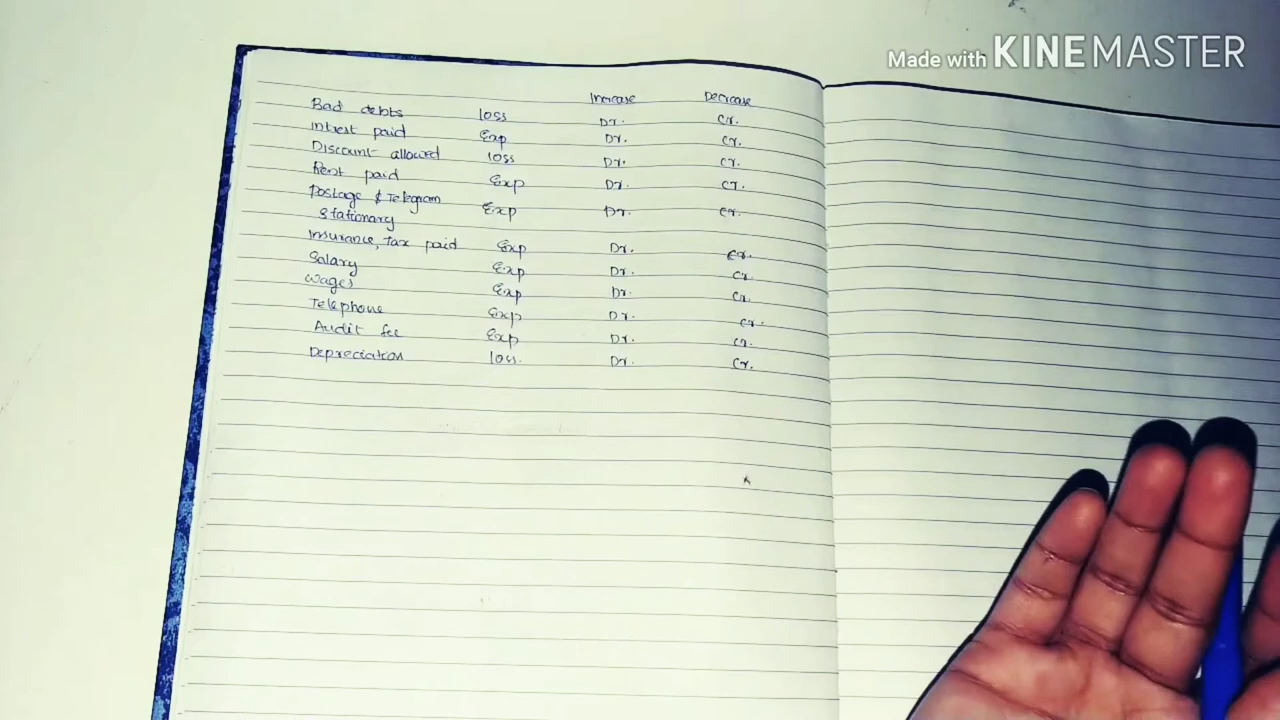 Made with KINEMASTER
Increase Decrease
Bad debts loss Dr. Cr.
Intrest paid Exp Dr. Cr.
Discount allowed loss Dr. Cr.
Rent paid Exp Dr. Cr.
Postage & Telegram Exp Dr. Cr.
Stationary
Insurance, tax paid Exp Dr. Cr.
Salary Exp Dr. Cr.
Wages Exp Dr. Cr.
Telephone Exp Dr. Cr.
Audit fee Exp Dr. Cr.
Depreciation loss. Dr. Cr.